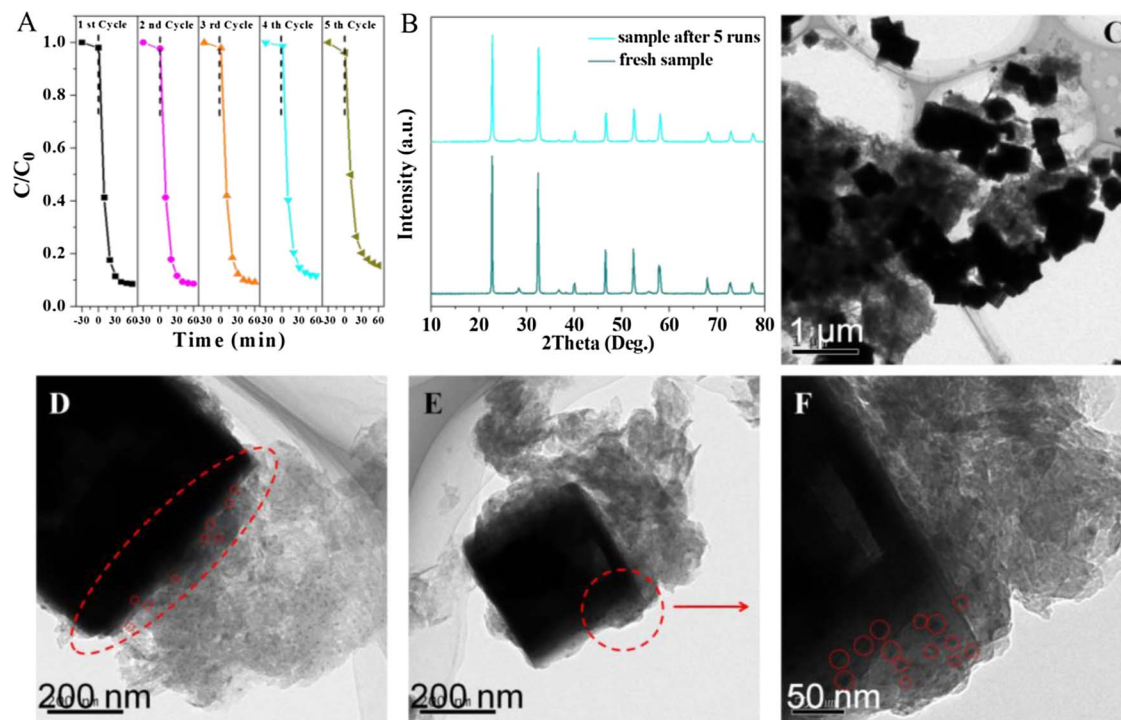 A
1 st Cycle 2 nd Cycle 3 rd Cycle 4 th Cycle 5 th Cycle
1.0
0.8
0.6
0.4
0.2
0.0
C/C0
-30 0 30 60 30 0 30 60 30 0 30 60 30 0 30 60 30 0 30 60
Time (min)
B
sample after 5 runs
fresh sample
Intensity (a.u.)
10 20 30 40 50 60 70 80
2Theta (Deg.)
C
1 μm
D
200 nm
E
200 nm
F
50 nm